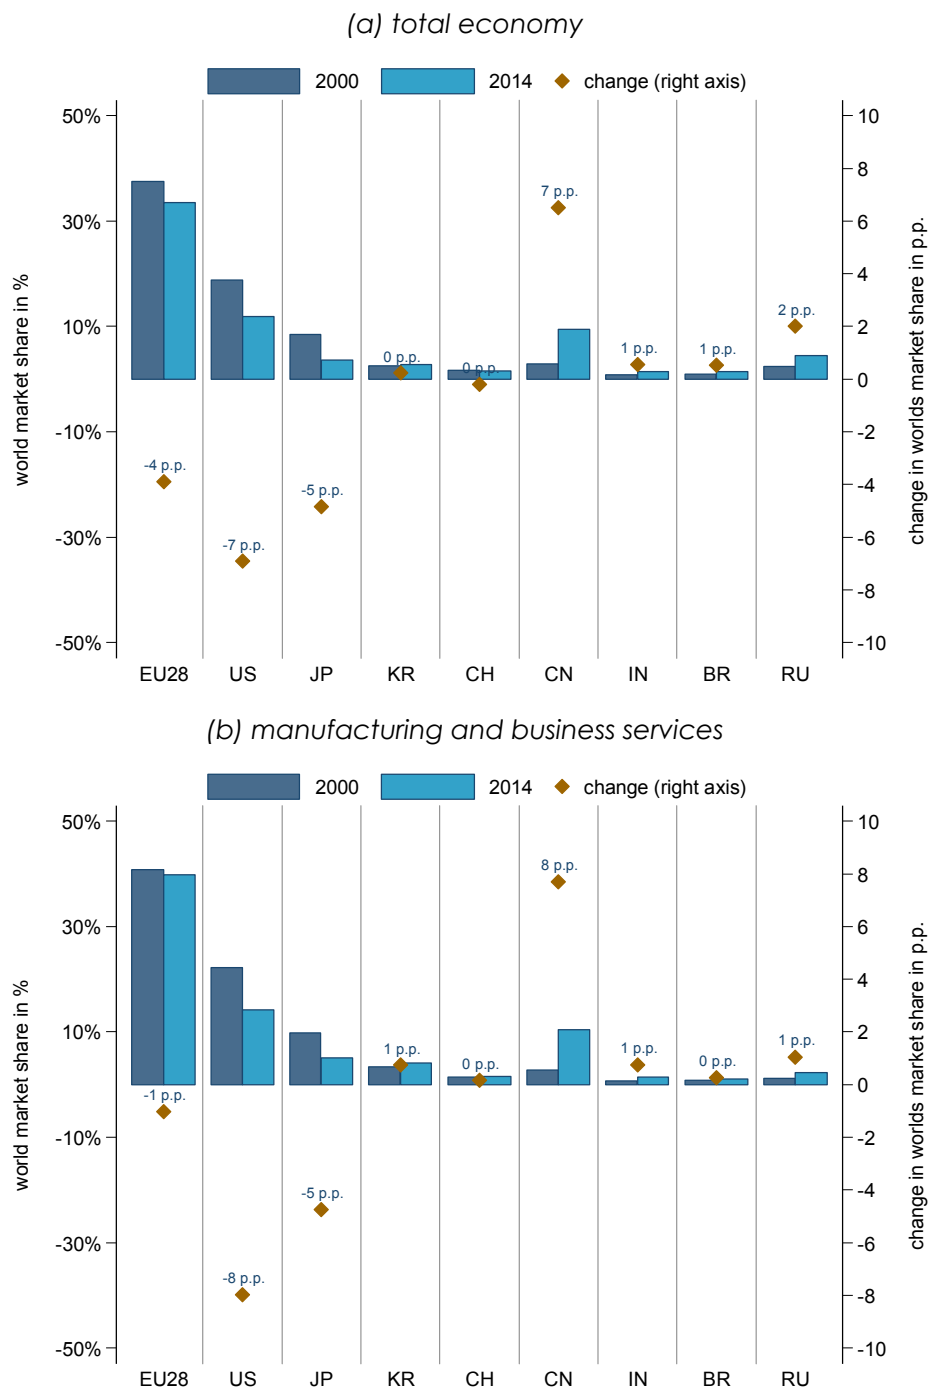 (a) total economy
2000 2014 change (right axis)
50% 10
8
7 p.p.
30% 6
4
2 p.p.
10% 2
0 p.p. 0 p.p. 1 p.p. 1 p.p.
0
-10% -2
-4 p.p.
-4
-5 p.p.
-30% -6
-7 p.p.
-8
-50% -10
world market share in %
change in worlds market share in p.p.
EU28 US JP KR CH CN IN BR RU
(b) manufacturing and business services
2000 2014 change (right axis)
50% 10
8 p.p.
8
30% 6
4
10% 2
1 p.p. 0 p.p. 1 p.p. 0 p.p. 1 p.p.
0
-1 p.p.
-10% -2
-5 p.p.
-4
-30% -6
-8 p.p.
-8
-50% -10
world market share in %
change in worlds market share in p.p.
EU28 US JP KR CH CN IN BR RU